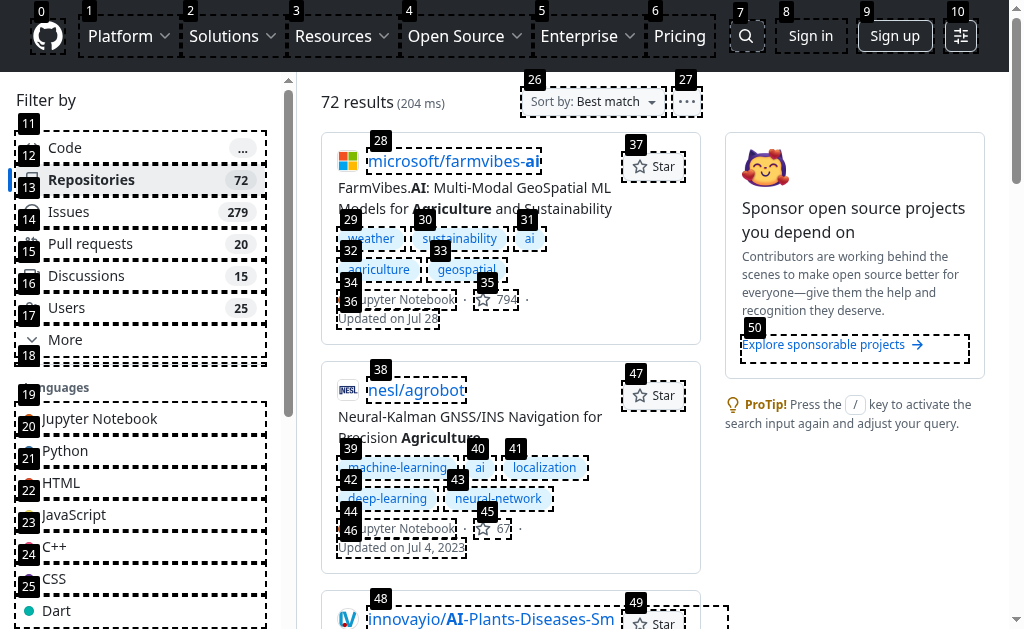 0 1 2 3 4 5 6 7 8 9 10
Platform Solutions Resources Open Source Enterprise Pricing Sign in Sign up
Filter by
11
12 Code ...
13 Repositories 72
14 Issues 279
15 Pull requests 20
16 Discussions 15
17 Users 25
More
18
19 nguages
20 Jupyter Notebook
21 Python
22 HTML
23 JavaScript
24 C++
25 CSS
Dart
26 27
72 results (204 ms) Sort by: Best match ...
28 37
microsoft/farmvibes-ai Star
FarmVibes.AI: Multi-Modal GeoSpatial ML
Models for Agriculture and Sustainability
29 30 31
weather sustainability ai
32 33
agriculture geospatial
34 35
36 upyter Notebook · 794 ·
Updated on Jul 28
38 47
nesl/agrobot Star
Neural-Kalman GNSS/INS Navigation for
Precision Agriculture
39 40 41
machine-learning ai localization
42 43
deep-learning neural-network
44 45
46 upyter Notebook · 67 ·
Updated on Jul 4, 2023
48 49
innovayio/AI-Plants-Diseases-Sm Star
Sponsor open source projects
you depend on
Contributors are working behind the
scenes to make open source better for
everyone—give them the help and
recognition they deserve.
50
Explore sponsorable projects
ProTip! Press the / key to activate the
search input again and adjust your query.